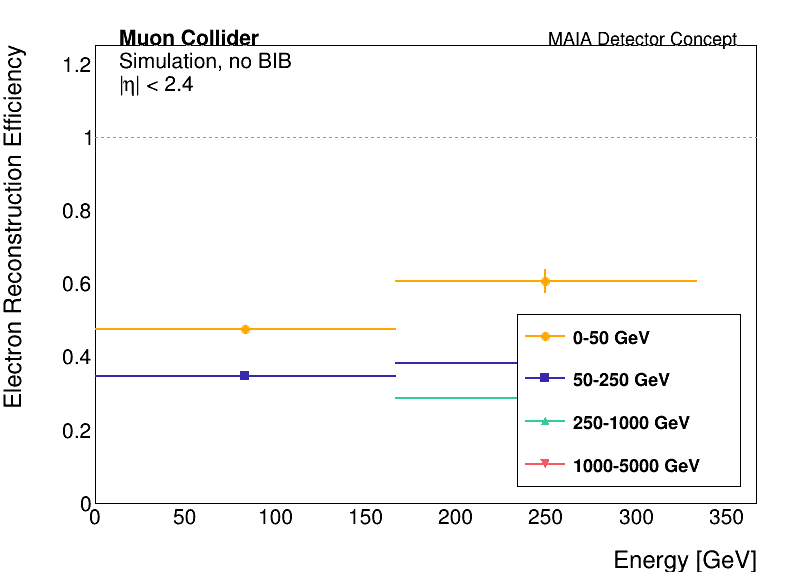 Muon Collider
MAIA Detector Concept
Simulation, no BIB
|η| < 2.4
Electron Reconstruction Efficiency
1.2
1
0.8
0.6
0.4
0.2
0
0-50 GeV
50-250 GeV
250-1000 GeV
1000-5000 GeV
0 50 100 150 200 250 300 350
Energy [GeV]